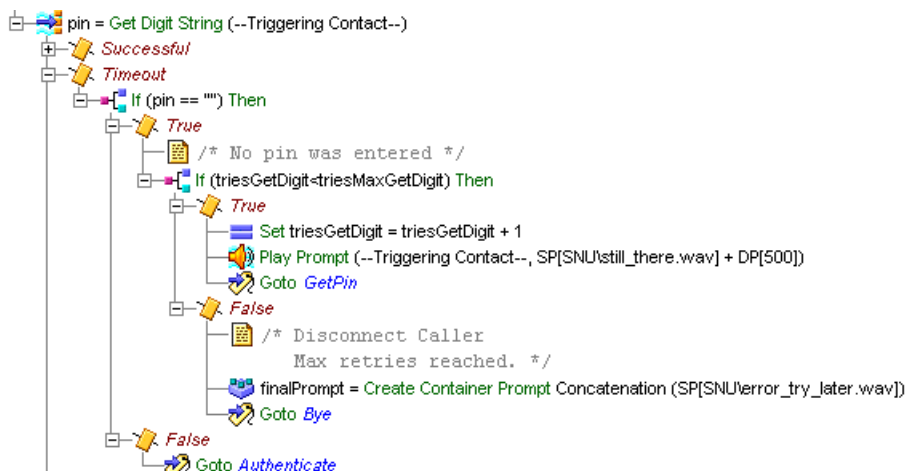 pin = Get Digit String (--Triggering Contact--)
Successful
Timeout
If (pin == "") Then
True
/* No pin was entered */
If (triesGetDigit<triesMaxGetDigit) Then
True
Set triesGetDigit = triesGetDigit + 1
Play Prompt (--Triggering Contact--, SP[SNU\still_there.wav] + DP[500])
Goto GetPin
False
/* Disconnect Caller
Max retries reached. */
finalPrompt = Create Container Prompt Concatenation (SP[SNU\error_try_later.wav])
Goto Bye
False
Goto Authenticate